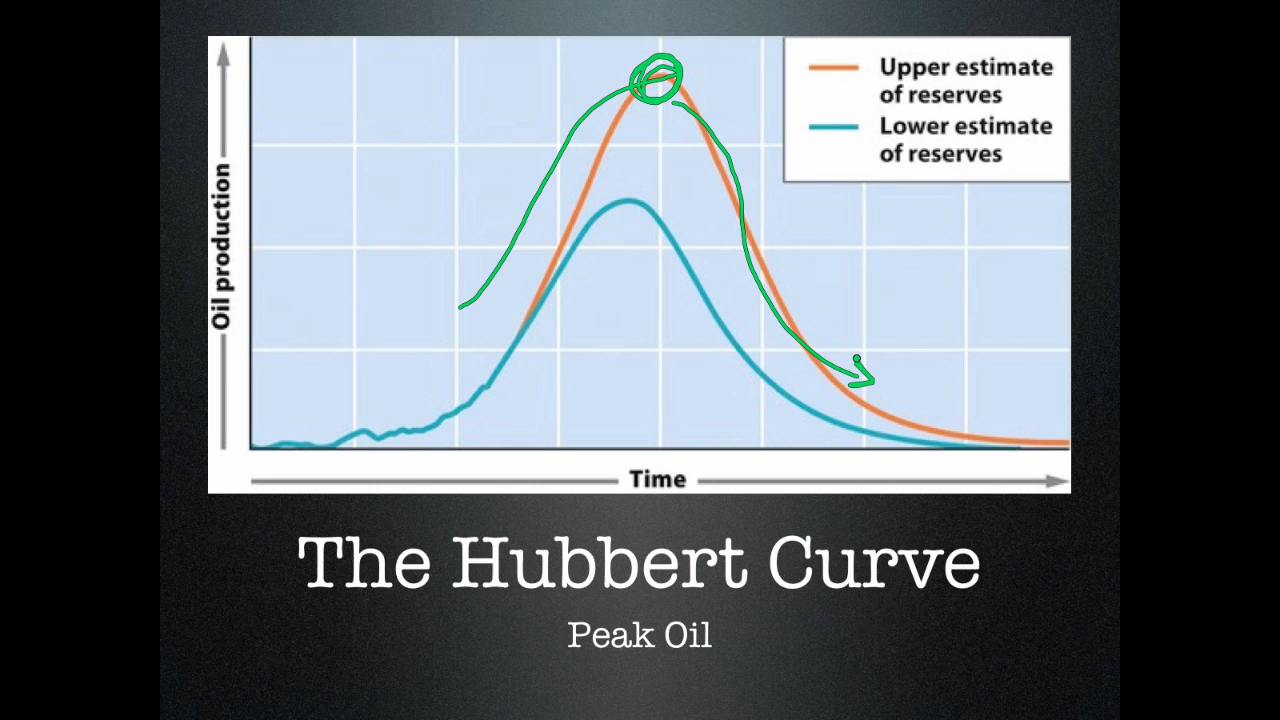 Oil production
Upper estimate
of reserves
Lower estimate
of reserves
Time
The Hubbert Curve
Peak Oil